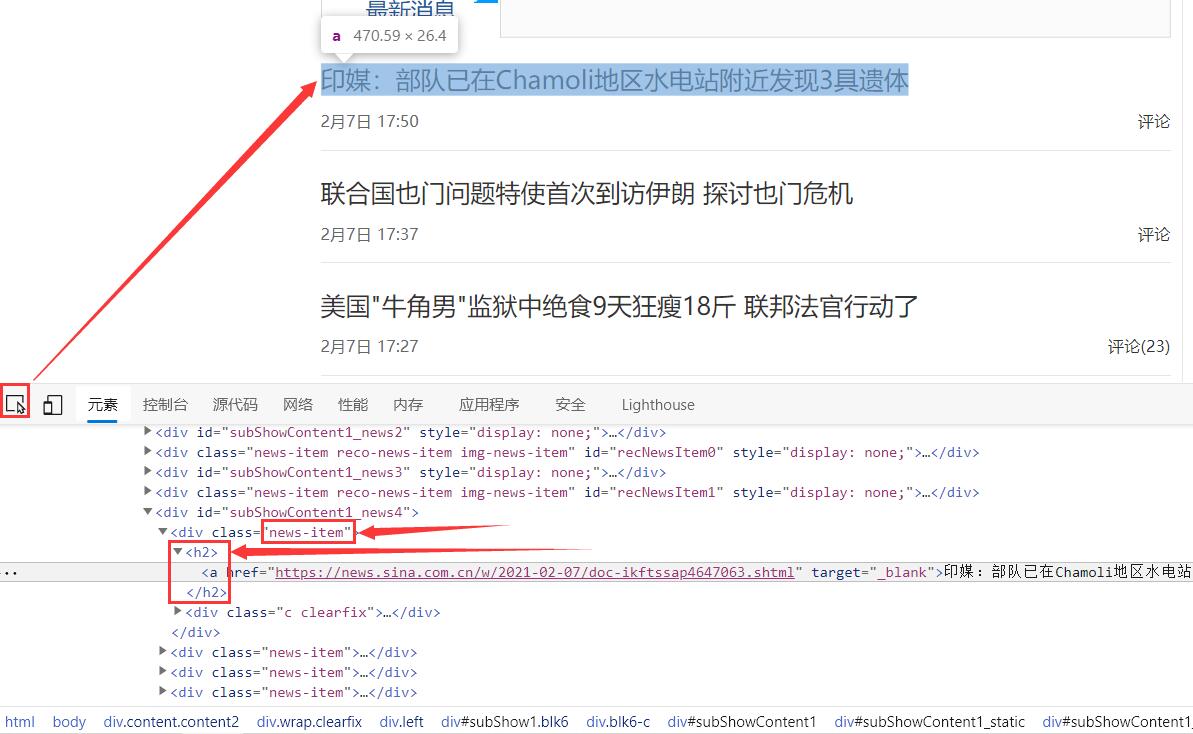 最新消息
a 470.59 × 26.4
印媒：部队已在Chamoli地区水电站附近发现3具遗体
2月7日 17:50 评论
联合国也门问题特使首次到访伊朗 探讨也门危机
2月7日 17:37 评论
美国"牛角男"监狱中绝食9天狂瘦18斤 联邦法官行动了
2月7日 17:27 评论(23)
元素 控制台 源代码 网络 性能 内存 应用程序 安全 Lighthouse
<div id="subShowContent1_news2" style="display: none;">…</div>
<div class="news-item reco-news-item img-news-item" id="recNewsItem0" style="display: none;">…</div>
<div id="subShowContent1_news3" style="display: none;">…</div>
<div class="news-item reco-news-item img-news-item" id="recNewsItem1" style="display: none;">…</div>
<div id="subShowContent1_news4">
<div class="news-item">
<h2>
<a href="https://news.sina.com.cn/w/2021-02-07/doc-ikftssap4647063.shtml" target="_blank">印媒：部队已在Chamoli地区水电站
</h2>
<div class="c clearfix">…</div>
</div>
<div class="news-item">…</div>
<div class="news-item">…</div>
<div class="news-item">…</div>
html body div.content.content2 div.wrap.clearfix div.left div#subShow1.blk6 div.blk6-c div#subShowContent1 div#subShowContent1_static div#subShowContent1_